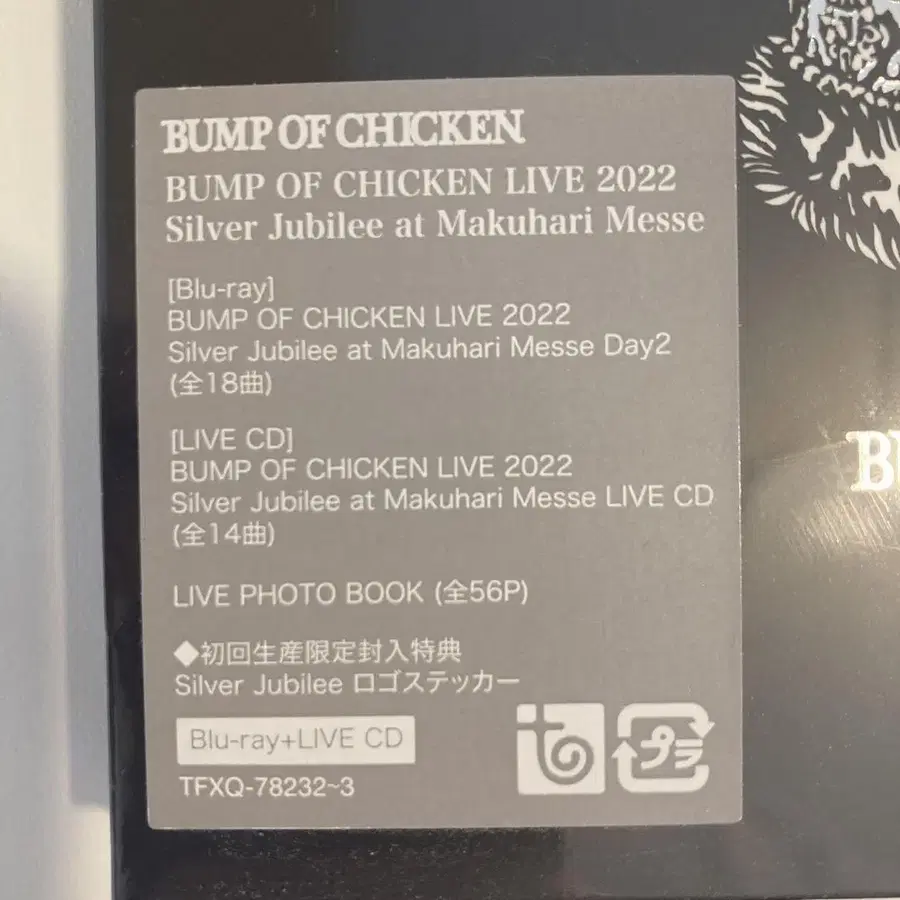 BUMP OF CHICKEN
BUMP OF CHICKEN LIVE 2022
Silver Jubilee at Makuhari Messe
[Blu-ray]
BUMP OF CHICKEN LIVE 2022
Silver Jubilee at Makuhari Messe Day2
(全18曲)
[LIVE CD]
BUMP OF CHICKEN LIVE 2022
Silver Jubilee at Makuhari Messe LIVE CD
(全14曲)
LIVE PHOTO BOOK (全56P)
◆初回生産限定封入特典
Silver Jubilee ロゴステッカー
Blu-ray+LIVE CD
プラ
TFXQ-78232~3